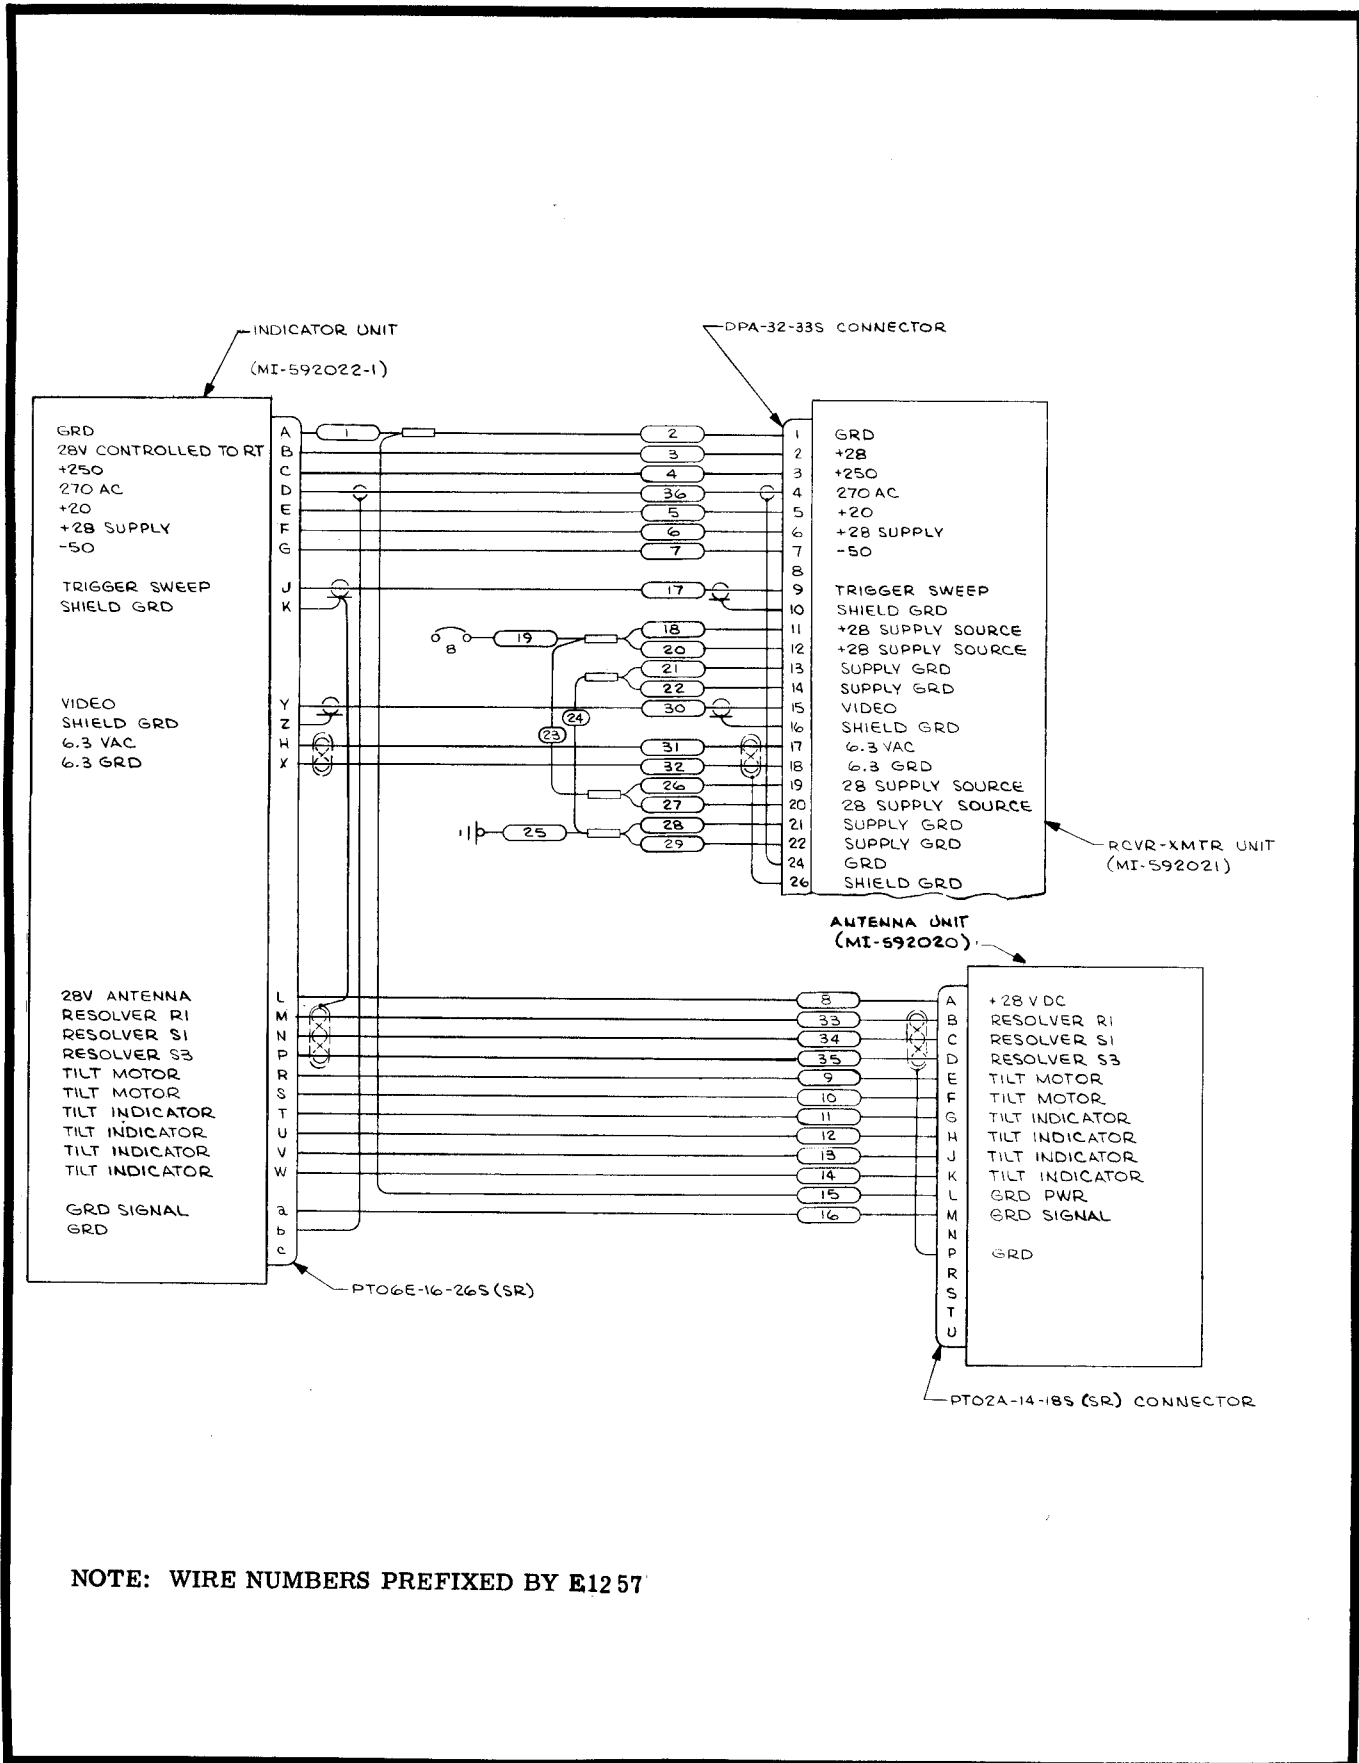 INDICATOR UNIT
(MI-592022-1)
DPA-32-33S CONNECTOR
GRD A 1 2 1 GRD
28V CONTROLLED TO RT B 3 2 +28
+250 C 4 3 +250
270 AC D 36 4 270 AC
+20 E 5 5 +20
+28 SUPPLY F 6 6 +28 SUPPLY
-50 G 7 7 -50
8
TRIGGER SWEEP J 17 9 TRIGGER SWEEP
SHIELD GRD K 10 SHIELD GRD
18 11 +28 SUPPLY SOURCE
8 19
20 12 +28 SUPPLY SOURCE
21 13 SUPPLY GRD
22 14 SUPPLY GRD
VIDEO Y 30 15 VIDEO
SHIELD GRD Z 24 16 SHIELD GRD
23
6.3 VAC H 31 17 6.3 VAC
6.3 GRD X 32 18 6.3 GRD
26 19 28 SUPPLY SOURCE
27 20 28 SUPPLY SOURCE
25 28 21 SUPPLY GRD
29 22 SUPPLY GRD
24 GRD
26 SHIELD GRD
RCVR-XMTR UNIT
(MI-592021)
ANTENNA UNIT
(MI-592020)
28V ANTENNA L 8 A +28 V DC
RESOLVER R1 M 33 B RESOLVER R1
RESOLVER S1 N 34 C RESOLVER S1
RESOLVER S3 P 35 D RESOLVER S3
TILT MOTOR R 9 E TILT MOTOR
TILT MOTOR S 10 F TILT MOTOR
TILT INDICATOR T 11 G TILT INDICATOR
TILT INDICATOR U 12 H TILT INDICATOR
TILT INDICATOR V 13 J TILT INDICATOR
TILT INDICATOR W 14 K TILT INDICATOR
15 L GRD PWR
GRD SIGNAL a 16 M GRD SIGNAL
GRD b N
c P GRD
R
S
T
U
PT06E-16-26S (SR)
PT02A-14-18S (SR) CONNECTOR
NOTE: WIRE NUMBERS PREFIXED BY E1257